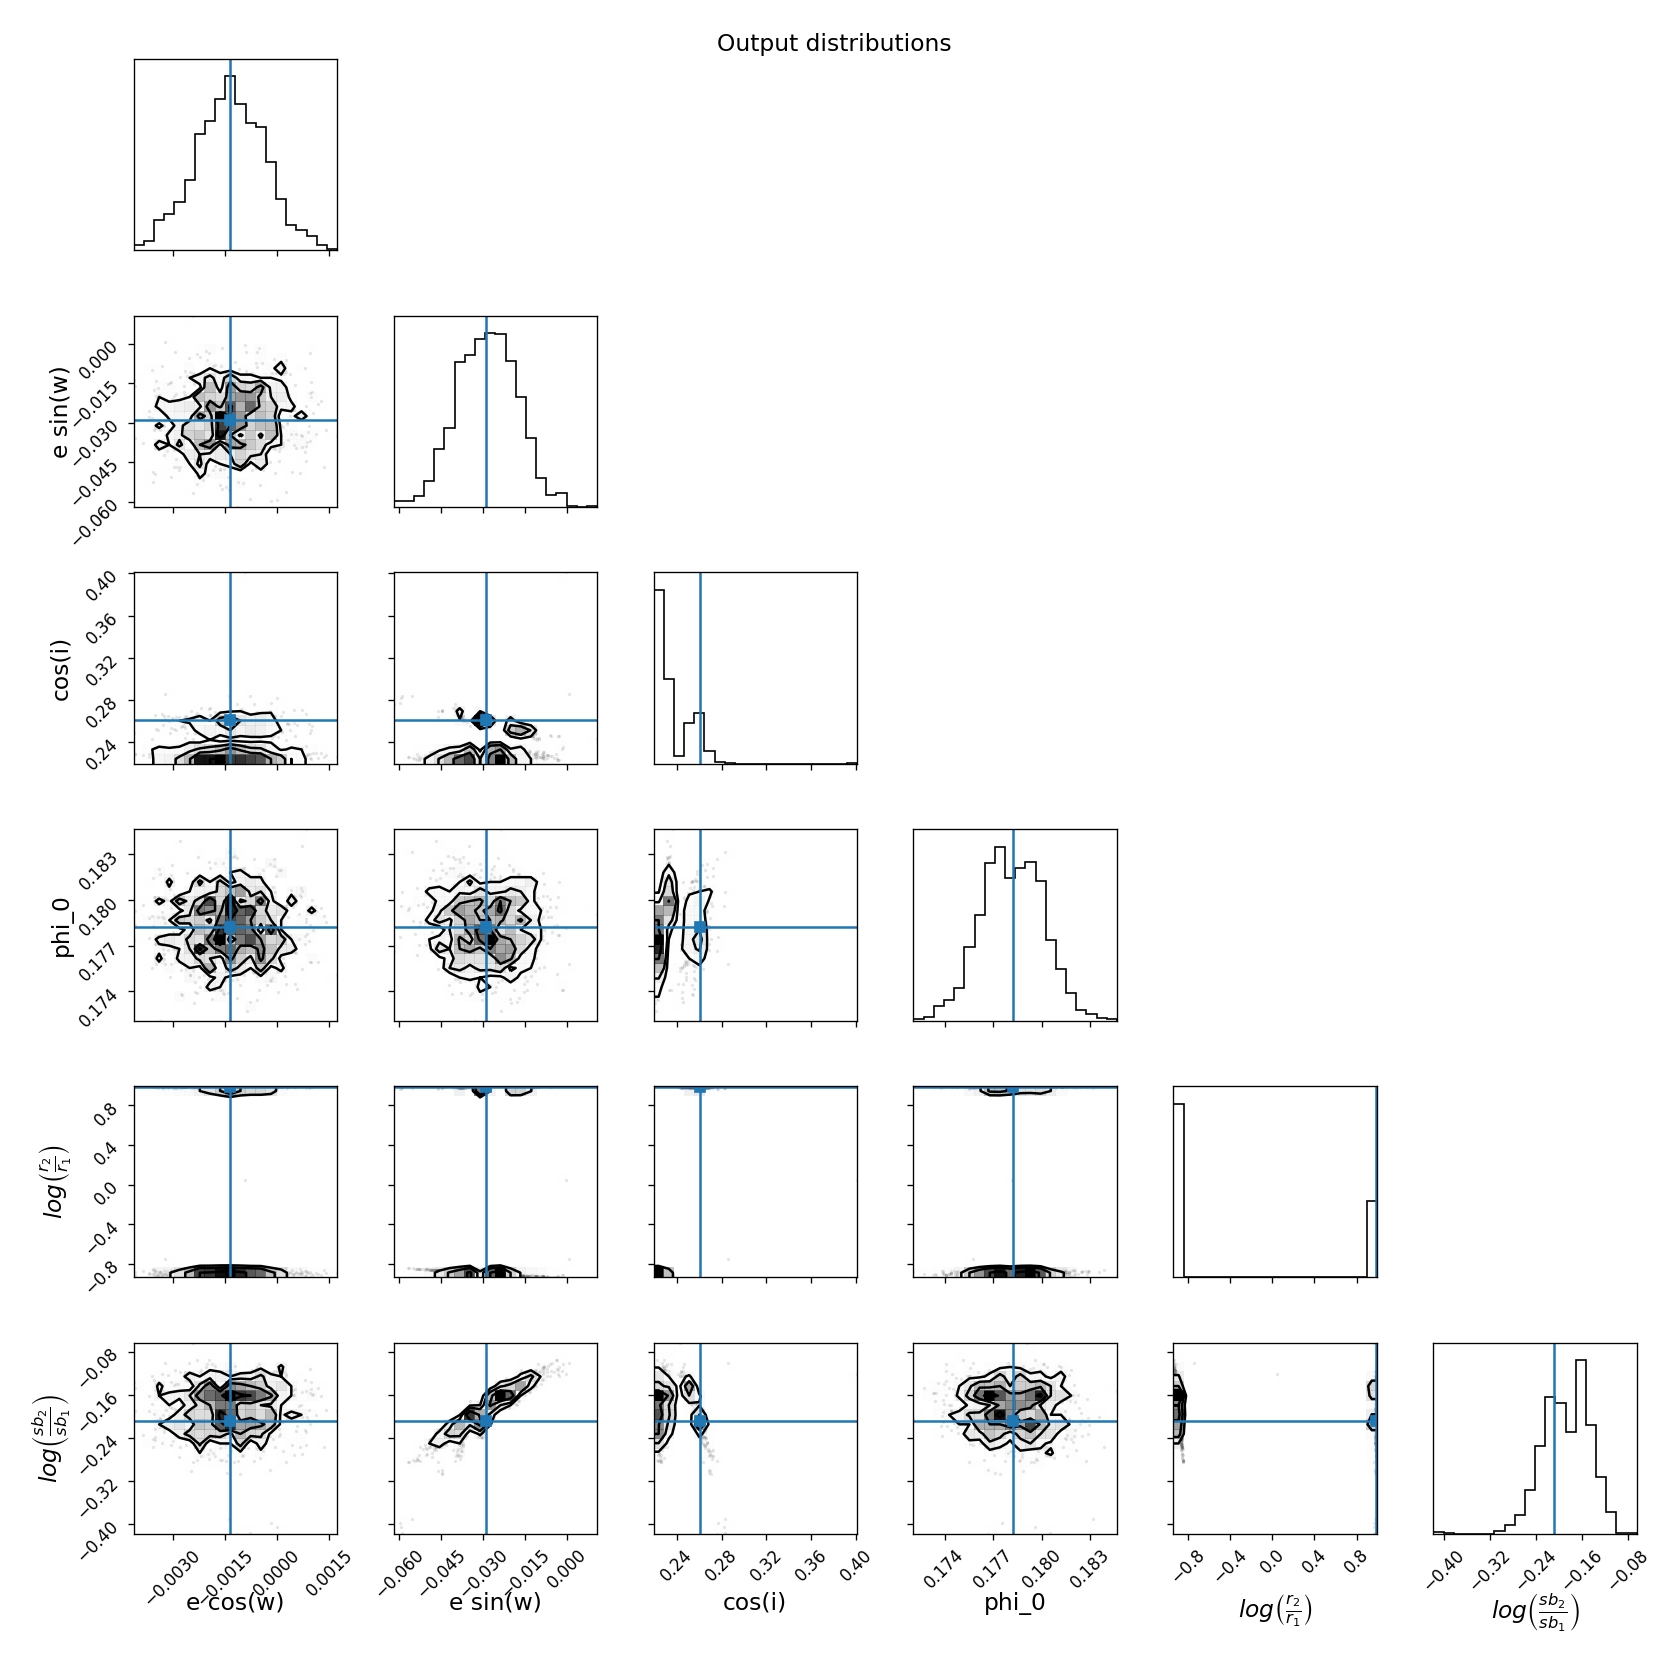 Output distributions
0.000
−0.015
−0.030
−0.045
−0.060
e sin(w)
0.40
0.36
0.32
0.28
0.24
cos(i)
0.183
0.180
0.177
0.174
phi_0
0.8
0.4
0.0
−0.4
−0.8
log(r₂/r₁)
−0.08
−0.16
−0.24
−0.32
−0.40
log(sb₂/sb₁)
−0.0030 −0.0015 0.0000 0.0015
e cos(w)
−0.060 −0.045 −0.030 −0.015 0.000
e sin(w)
0.24 0.28 0.32 0.36 0.40
cos(i)
0.174 0.177 0.180 0.183
phi_0
−0.8 −0.4 0.0 0.4 0.8
log(r₂/r₁)
−0.40 −0.32 −0.24 −0.16 −0.08
log(sb₂/sb₁)